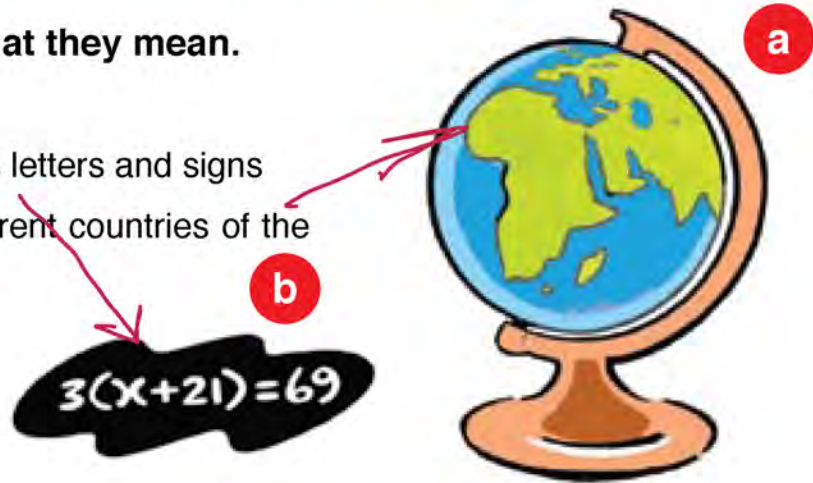 at they mean.
a
letters and signs
rent countries of the
b
3(x+21)=69